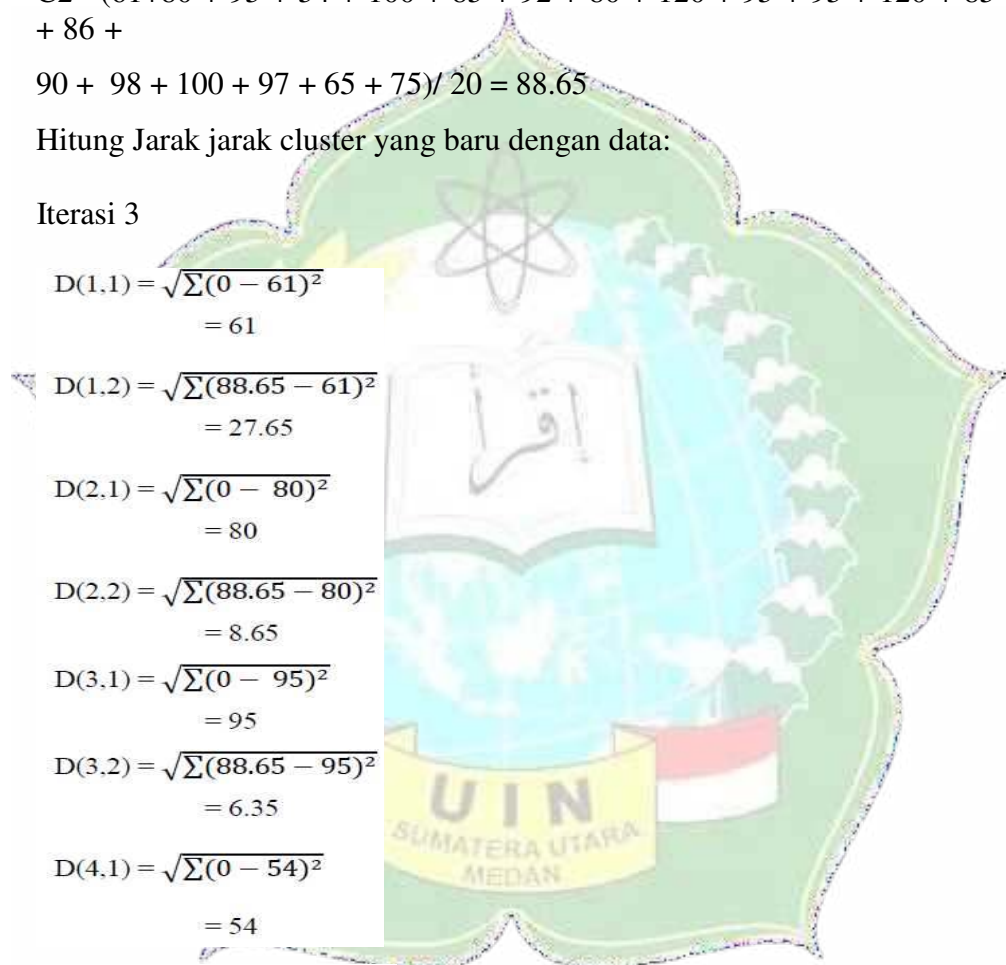 + 86 +
90 + 98 + 100 + 97 + 65 + 75)/ 20 = 88.65
Hitung Jarak jarak cluster yang baru dengan data:
Iterasi 3
D(1,1) = √∑(0 − 61)²
= 61
D(1,2) = √∑(88.65 − 61)²
= 27.65
D(2,1) = √∑(0 − 80)²
= 80
D(2,2) = √∑(88.65 − 80)²
= 8.65
D(3,1) = √∑(0 − 95)²
= 95
D(3,2) = √∑(88.65 − 95)²
= 6.35
D(4,1) = √∑(0 − 54)²
= 54
اقرأ
UIN
SUMATERA UTARA
MEDAN